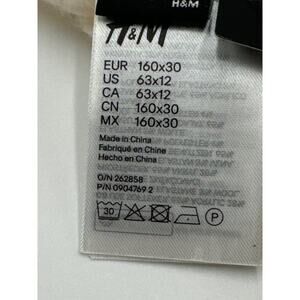 H&M
H&M
EUR 160x30
US 63x12
CA 63x12
CN 160x30
MX 160x30
Made in China
Fabriqué en Chine
Hecho en China
O/N 262858
P/N 0904769 2
30
P